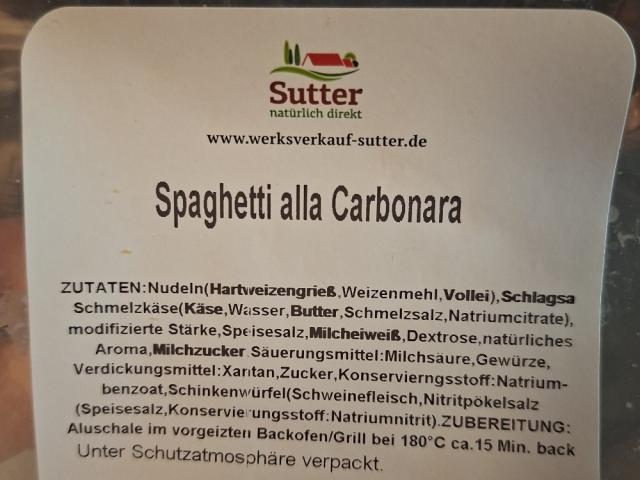 Sutter
natürlich direkt
www.werksverkauf-sutter.de
Spaghetti alla Carbonara
ZUTATEN:Nudeln(Hartweizengrieß,Weizenmehl,Vollei),Schlagsa
Schmelzkäse(Käse,Wasser,Butter,Schmelzsalz,Natriumcitrate),
modifizierte Stärke,Speisesalz,Milcheiweiß,Dextrose,natürliches
Aroma,Milchzucker,Säuerungsmittel:Milchsäure,Gewürze,
Verdickungsmittel:Xantan,Zucker,Konservierngsstoff:Natrium-
benzoat,Schinkenwürfel(Schweinefleisch,Nitritpökelsalz
(Speisesalz,Konservierungsstoff:Natriumnitrit).ZUBEREITUNG:
Aluschale im vorgeizten Backofen/Grill bei 180°C ca.15 Min. back
Unter Schutzatmosphäre verpackt.